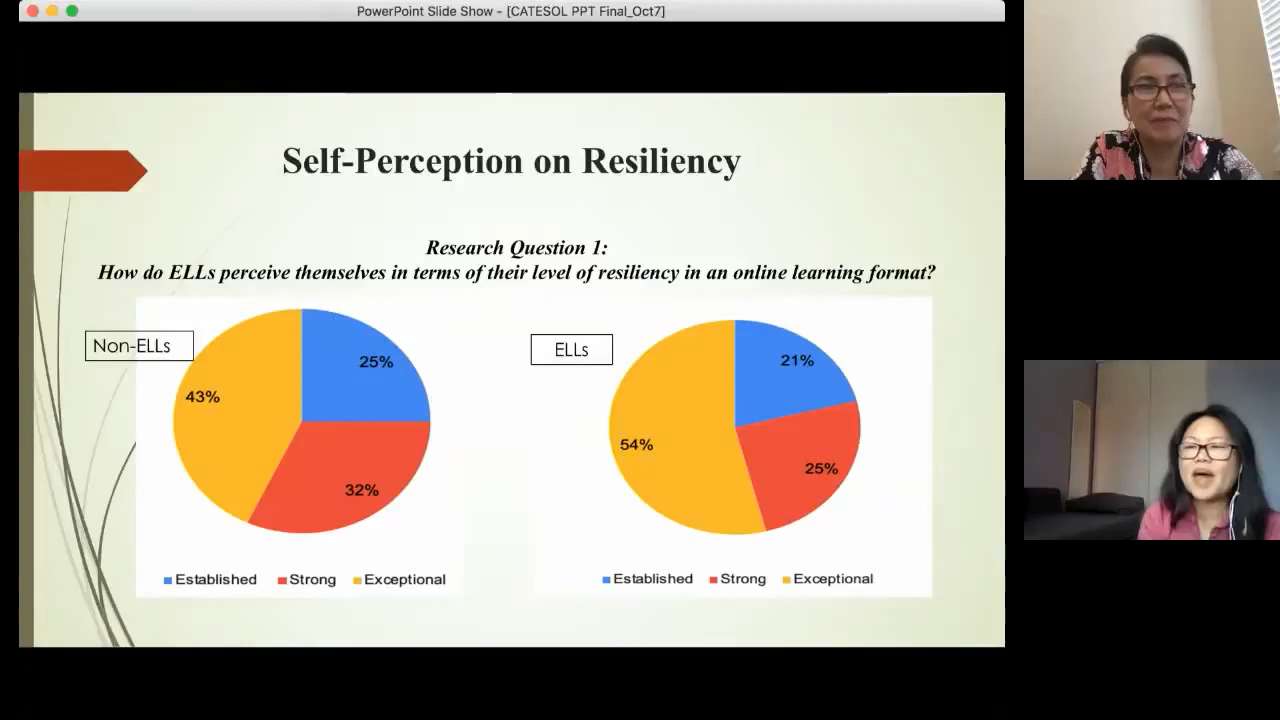 PowerPoint Slide Show - [CATESOL PPT Final_Oct7]
Self-Perception on Resiliency
Research Question 1:
How do ELLs perceive themselves in terms of their level of resiliency in an online learning format?
Non-ELLs
25%
43%
32%
Established Strong Exceptional
ELLs
21%
54%
25%
Established Strong Exceptional